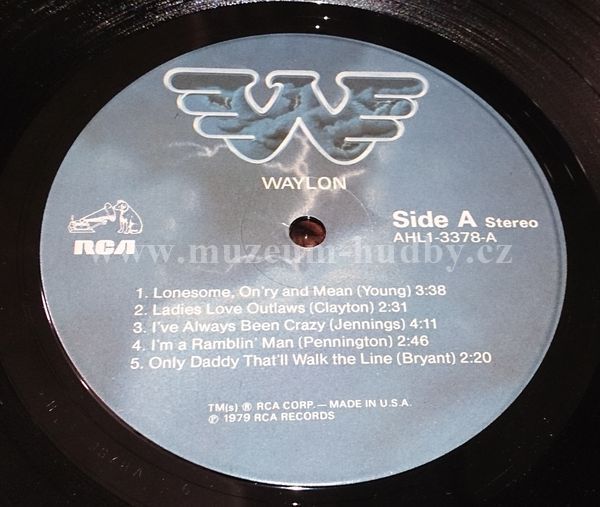 W
WAYLON
RCA
Side A Stereo
AHL1-3378-A
www.muzeum-hudby.cz
1. Lonesome, On'ry and Mean (Young) 3:38
2. Ladies Love Outlaws (Clayton) 2:31
3. I've Always Been Crazy (Jennings) 4:11
4. I'm a Ramblin' Man (Pennington) 2:46
5. Only Daddy That'll Walk the Line (Bryant) 2:20
TM(s) ® RCA CORP. — MADE IN U.S.A.
℗ 1979 RCA RECORDS